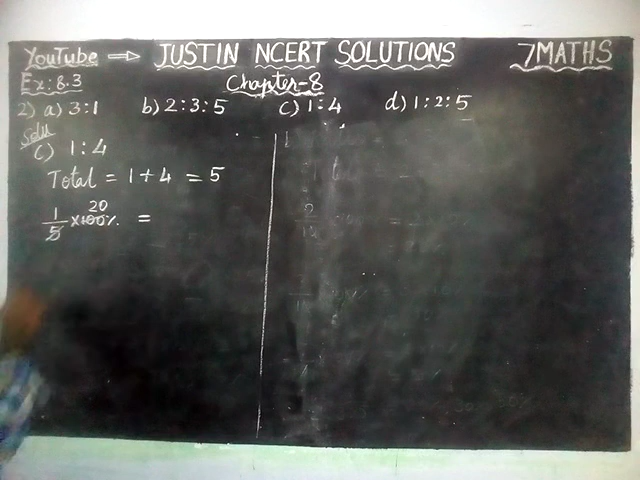 YouTube ⇒ JUSTIN NCERT SOLUTIONS 7MATHS
Ex: 8.3 Chapter-8
2) a) 3:1 b) 2:3:5 c) 1:4 d) 1:2:5
Solu
c) 1:4
Total = 1 + 4 = 5
1/5 × 100% = 20